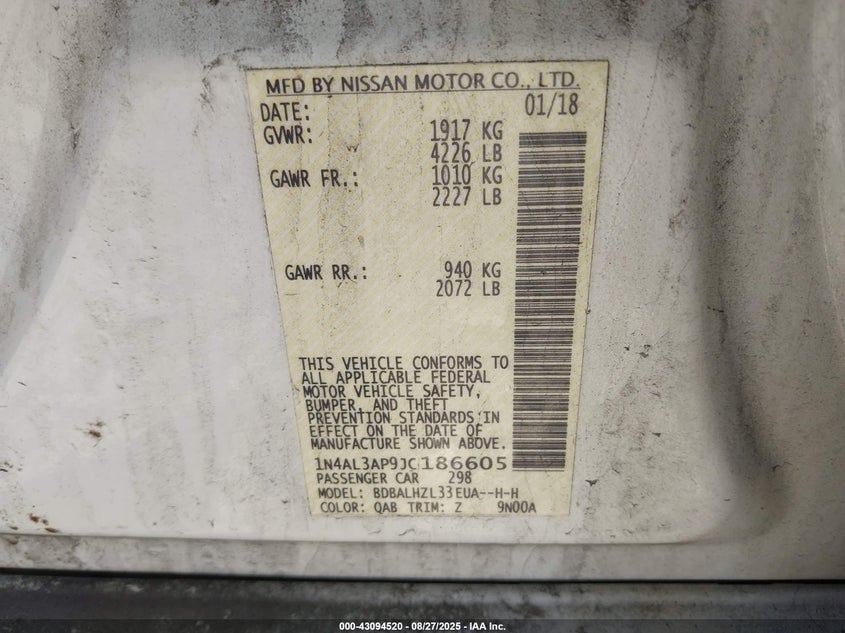 MFD BY NISSAN MOTOR CO., LTD.
DATE: 01/18
GVWR: 1917 KG
4226 LB
GAWR FR.: 1010 KG
2227 LB
GAWR RR.: 940 KG
2072 LB
THIS VEHICLE CONFORMS TO
ALL APPLICABLE FEDERAL
MOTOR VEHICLE SAFETY,
BUMPER, AND THEFT
PREVENTION STANDARDS IN
EFFECT ON THE DATE OF
MANUFACTURE SHOWN ABOVE.
1N4AL3AP9JC186605
PASSENGER CAR 298
MODEL: BDBALHZL33EUA--H-H
COLOR: QAB TRIM: Z 9N00A
000-43094520 - 08/27/2025 - IAA Inc.